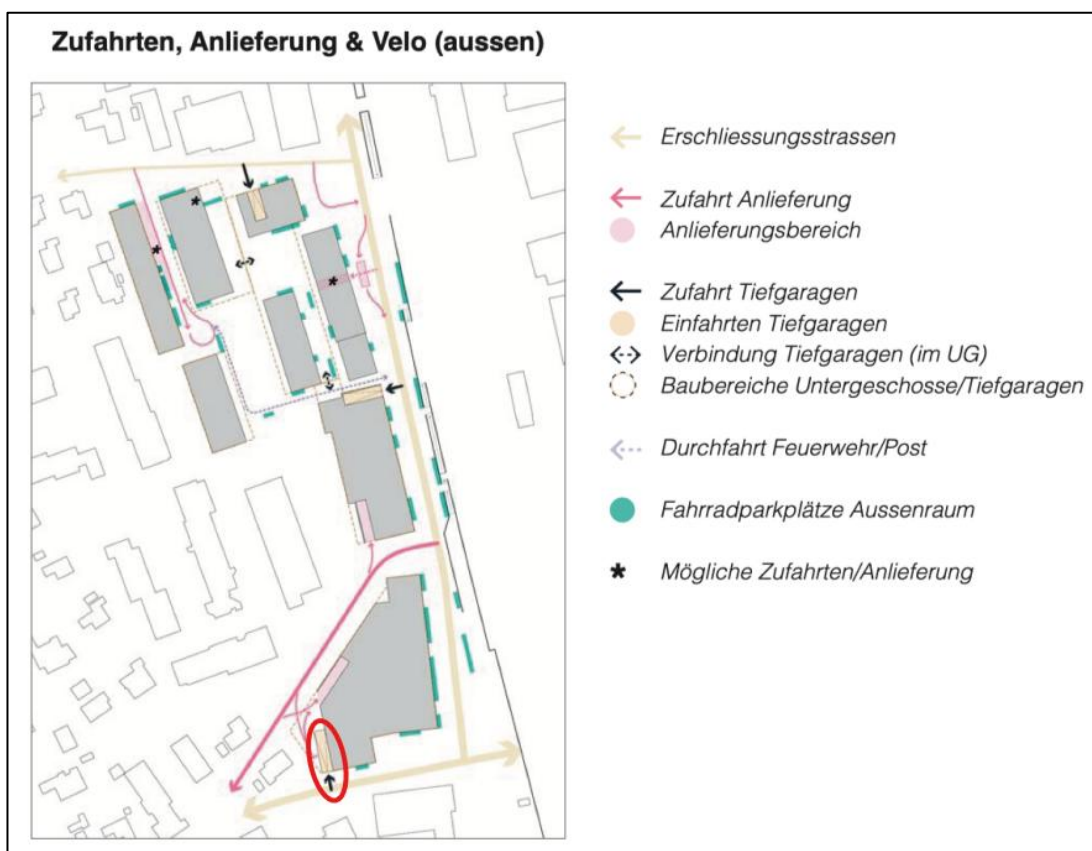 Zufahrten, Anlieferung & Velo (aussen)
Erschliessungsstrassen
Zufahrt Anlieferung
Anlieferungsbereich
Zufahrt Tiefgaragen
Einfahrten Tiefgaragen
Verbindung Tiefgaragen (im UG)
Baubereiche Untergeschosse/Tiefgaragen
Durchfahrt Feuerwehr/Post
Fahrradparkplätze Aussenraum
Mögliche Zufahrten/Anlieferung